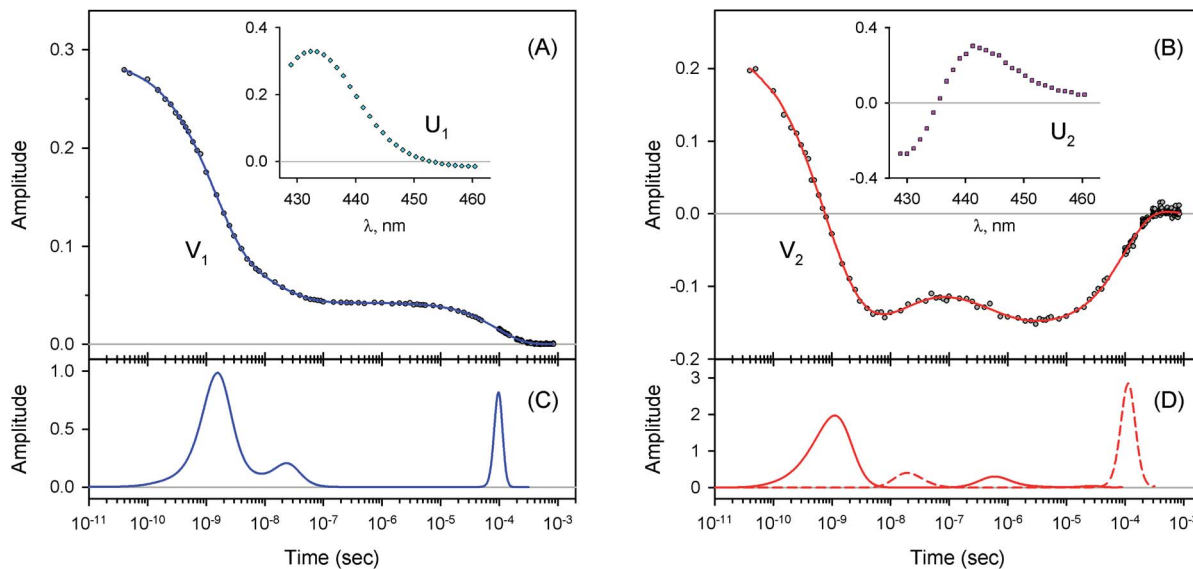 (A)
0.4
0.2
0.0
430 440 450 460
λ, nm
U1
0.3
0.2
0.1
0.0
Amplitude
V1
(C)
1.0
0.5
0.0
Amplitude
10-11 10-10 10-9 10-8 10-7 10-6 10-5 10-4 10-3
Time (sec)
(B)
0.4
0.0
-0.4
430 440 450 460
λ, nm
U2
0.2
0.1
0.0
-0.1
-0.2
Amplitude
V2
(D)
3
2
1
0
Amplitude
10-11 10-10 10-9 10-8 10-7 10-6 10-5 10-4 10-3
Time (sec)